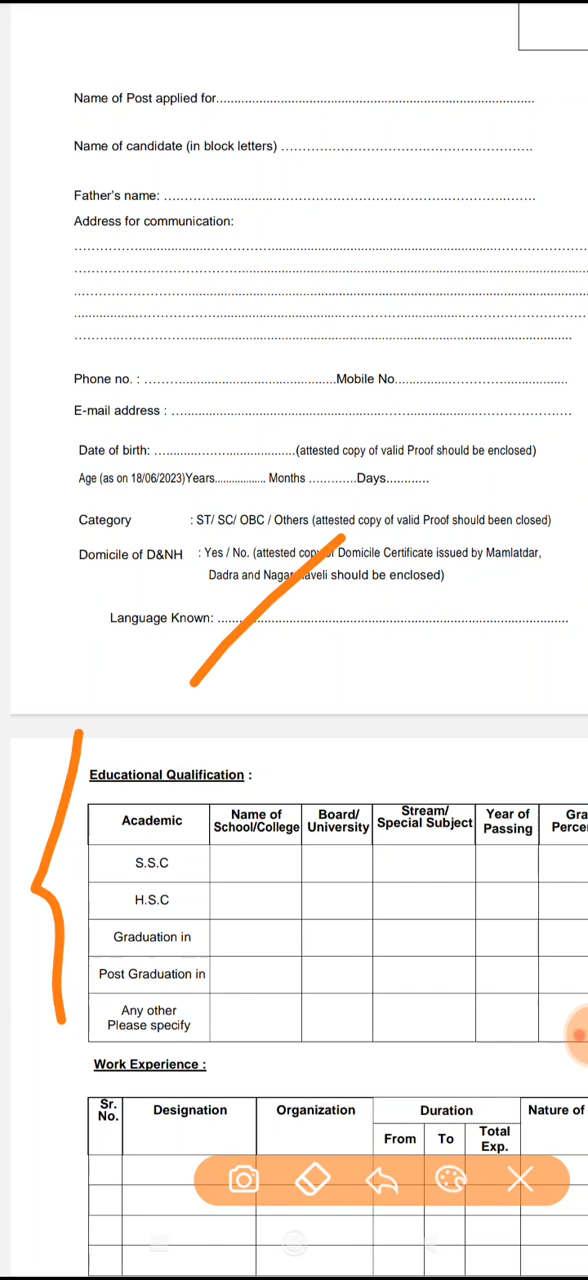 Name of Post applied for
Name of candidate (in block letters)
Father's name:
Address for communication:
Phone no. : Mobile No
E-mail address :
Date of birth: (attested copy of valid Proof should be enclosed)
Age (as on 18/06/2023)Years Months Days
Category : ST/ SC/ OBC / Others (attested copy of valid Proof should been closed)
Domicile of D&NH : Yes / No. (attested copy of Domicile Certificate issued by Mamlatdar,
Dadra and Nagar Haveli should be enclosed)
Language Known:
Educational Qualification :
Academic Name of School/College Board/ University Stream/ Special Subject Year of Passing Gra Perce
S.S.C
H.S.C
Graduation in
Post Graduation in
Any other
Please specify
Work Experience :
Sr. No. Designation Organization Duration Nature of
From To Total Exp.